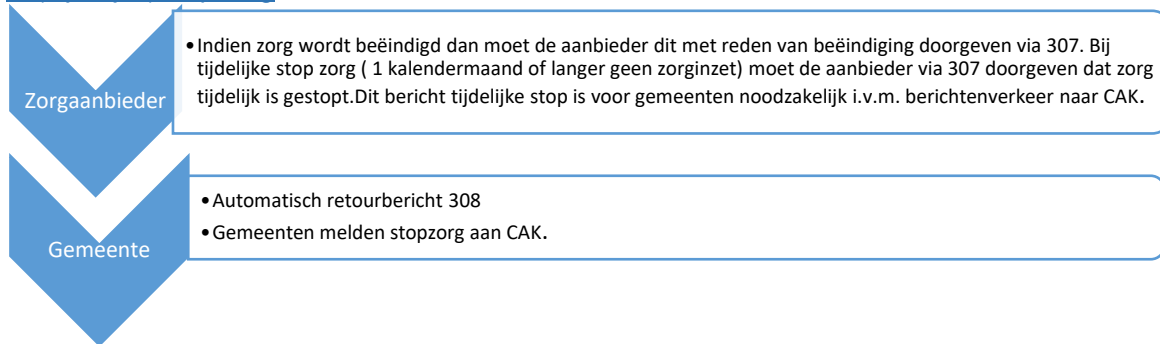 Zorgaanbieder
•Indien zorg wordt beëindigd dan moet de aanbieder dit met reden van beëindiging doorgeven via 307. Bij
tijdelijke stop zorg ( 1 kalendermaand of langer geen zorginzet) moet de aanbieder via 307 doorgeven dat zorg
tijdelijk is gestopt.Dit bericht tijdelijke stop is voor gemeenten noodzakelijk i.v.m. berichtenverkeer naar CAK.
Gemeente
•Automatisch retourbericht 308
•Gemeenten melden stopzorg aan CAK.